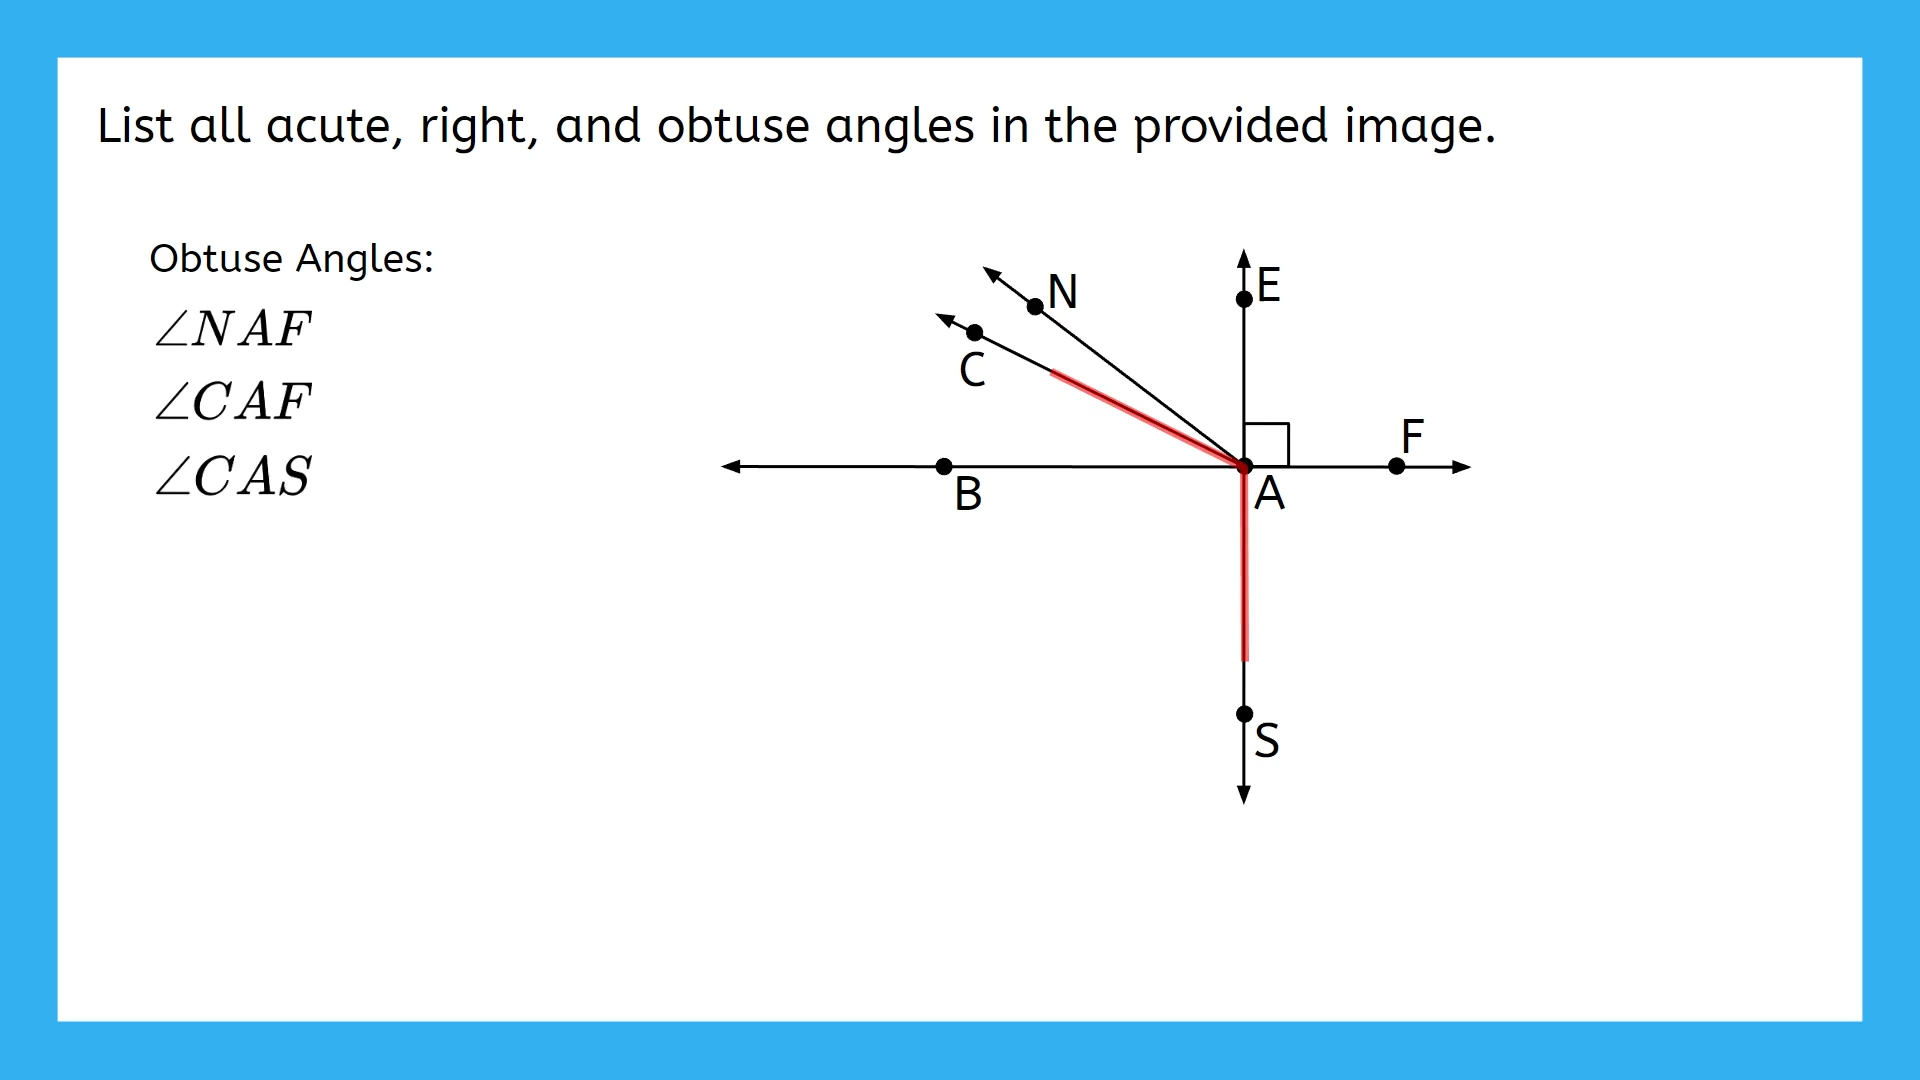 List all acute, right, and obtuse angles in the provided image.
Obtuse Angles:
∠NAF
∠CAF
∠CAS
N
E
C
F
B
A
S